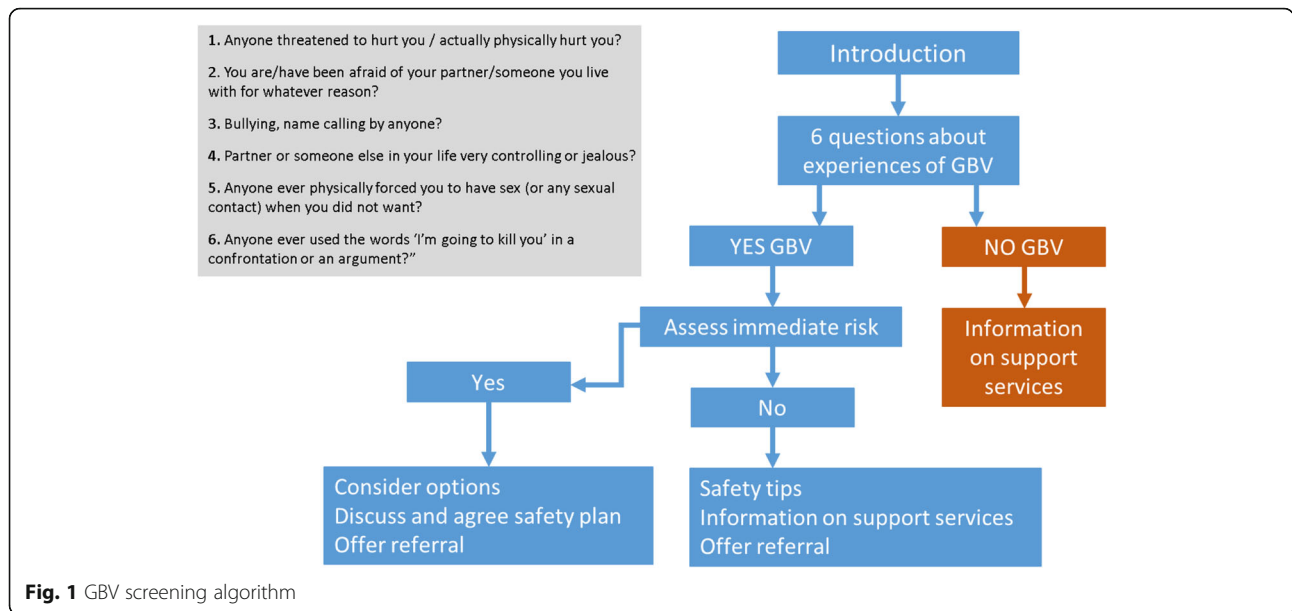 1. Anyone threatened to hurt you / actually physically hurt you?
2. You are/have been afraid of your partner/someone you live
with for whatever reason?
3. Bullying, name calling by anyone?
4. Partner or someone else in your life very controlling or jealous?
5. Anyone ever physically forced you to have sex (or any sexual
contact) when you did not want?
6. Anyone ever used the words ‘I’m going to kill you’ in a
confrontation or an argument?”
Introduction
6 questions about
experiences of GBV
YES GBV
NO GBV
Assess immediate risk
Information
on support
services
Yes
No
Consider options
Discuss and agree safety plan
Offer referral
Safety tips
Information on support services
Offer referral
Fig. 1 GBV screening algorithm